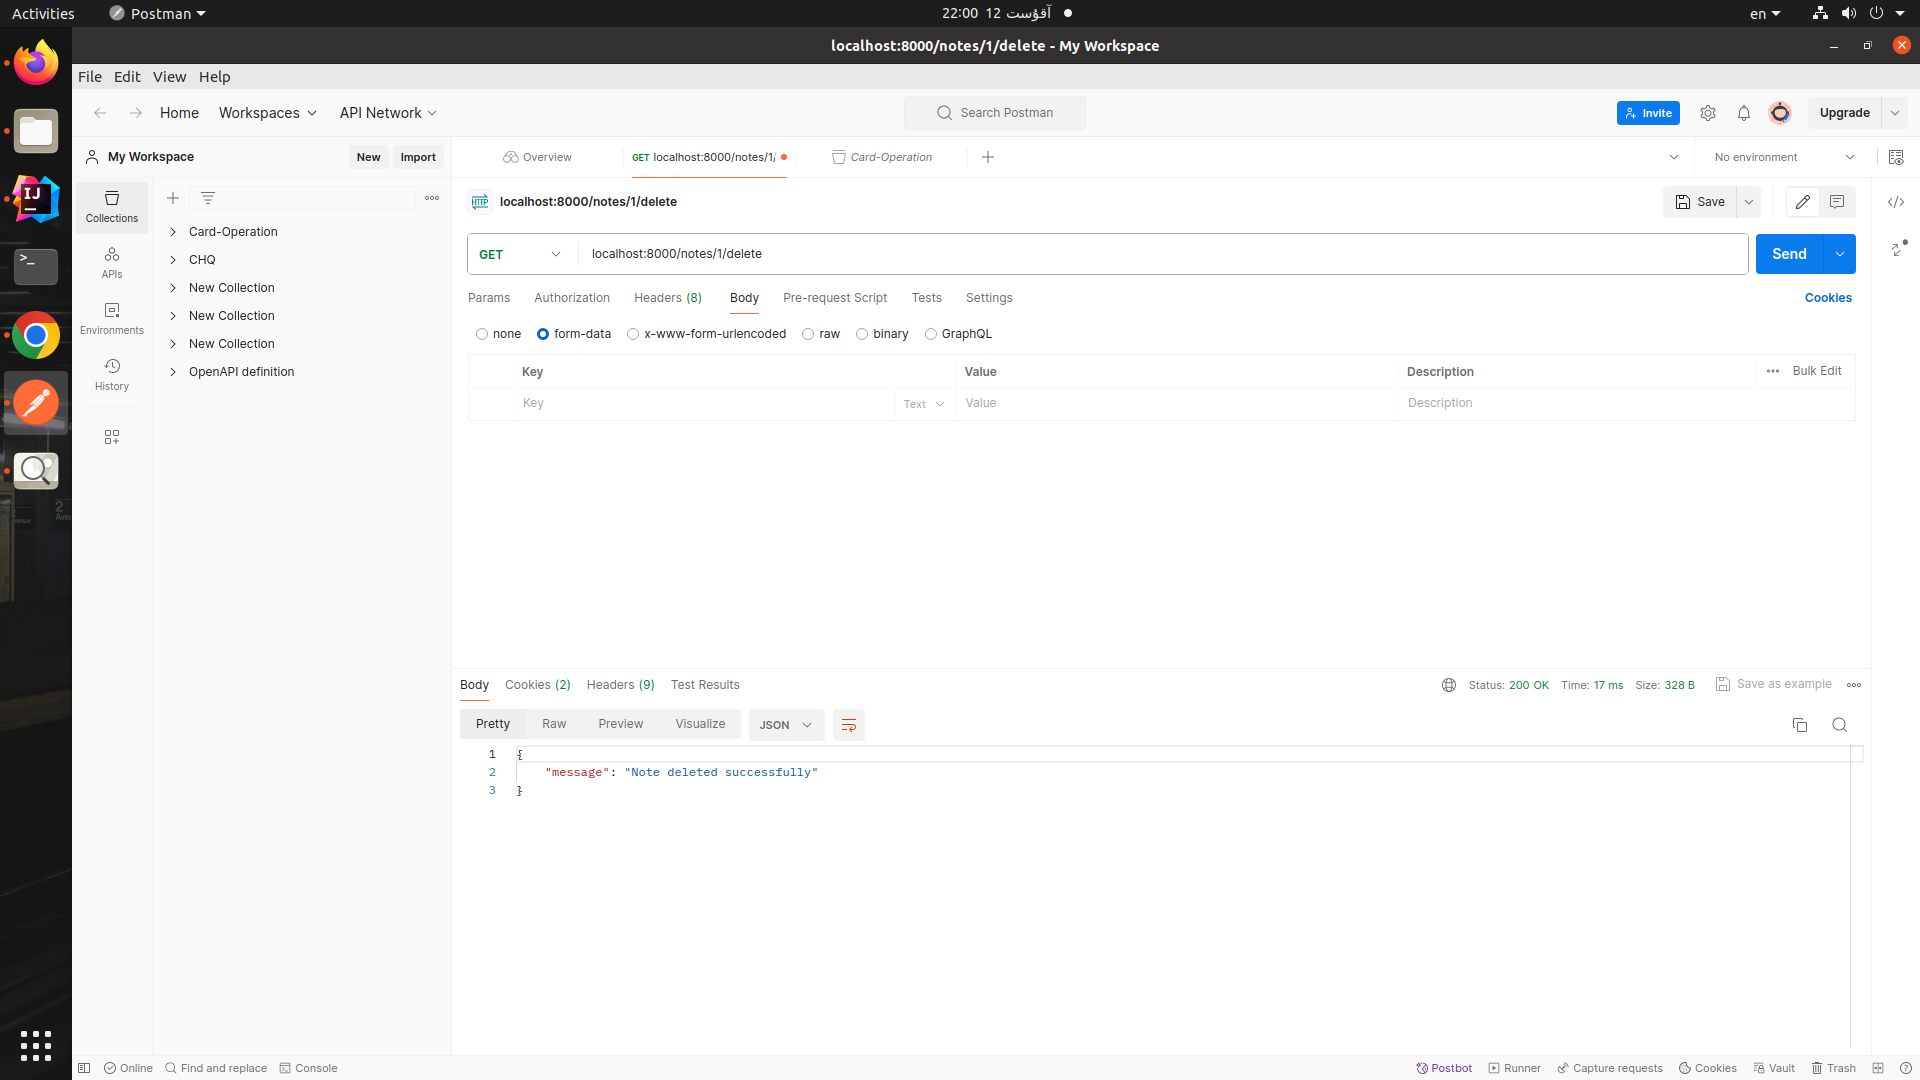 Activities
Postman
22:00 12 آقۇست
en
localhost:8000/notes/1/delete - My Workspace
File Edit View Help
Home Workspaces API Network
Search Postman
Invite
Upgrade
My Workspace
New Import
Overview
GET localhost:8000/notes/1/
Card-Operation
No environment
Collections
APIs
Environments
History
Card-Operation
CHQ
New Collection
New Collection
New Collection
OpenAPI definition
HTTP localhost:8000/notes/1/delete
Save
GET localhost:8000/notes/1/delete
Send
Params Authorization Headers (8) Body Pre-request Script Tests Settings
Cookies
none form-data x-www-form-urlencoded raw binary GraphQL
Key Value Description Bulk Edit
Key Text Value Description
Body Cookies (2) Headers (9) Test Results
Status: 200 OK Time: 17 ms Size: 328 B Save as example
Pretty Raw Preview Visualize JSON
1 {
2 "message": "Note deleted successfully"
3 }
Online Find and replace Console
Postbot Runner Capture requests Cookies Vault Trash